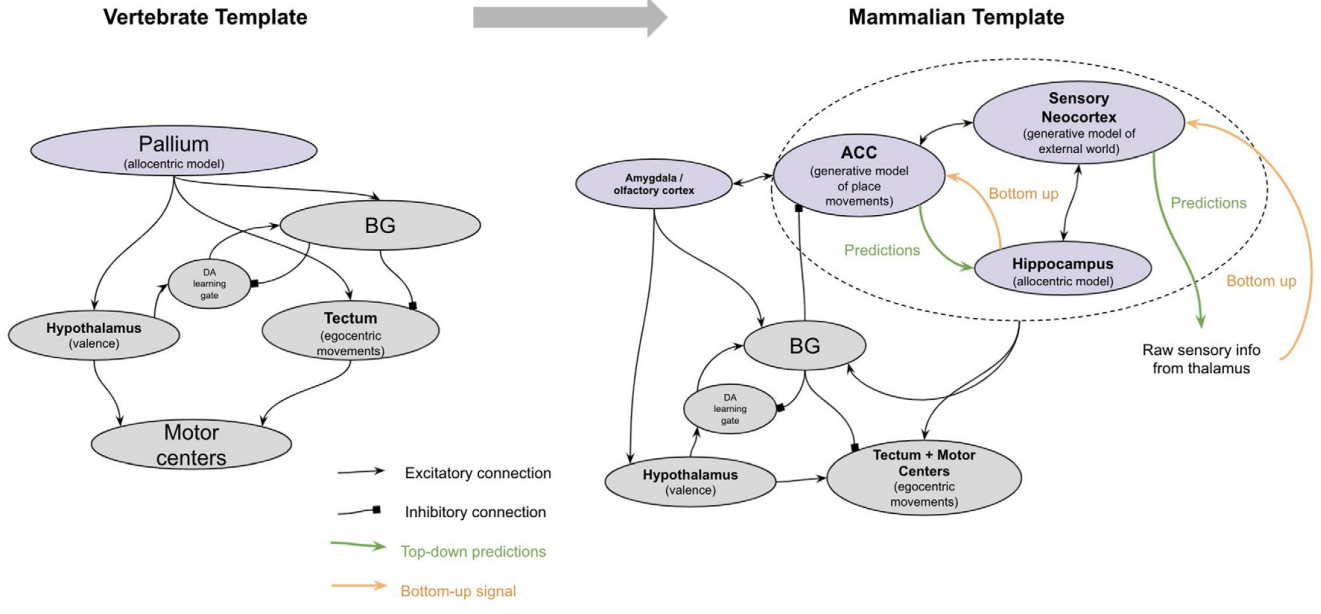 Vertebrate Template
Mammalian Template
Pallium
(allocentric model)
BG
DA
learning
gate
Hypothalamus
(valence)
Tectum
(egocentric
movements)
Motor
centers
Excitatory connection
Inhibitory connection
Top-down predictions
Bottom-up signal
Sensory
Neocortex
(generative model of
external world)
ACC
(generative model
of place
movements)
Amygdala /
olfactory cortex
Bottom up
Predictions
Predictions
Hippocampus
(allocentric model)
Bottom up
Raw sensory info
from thalamus
BG
DA
learning
gate
Hypothalamus
(valence)
Tectum + Motor
Centers
(egocentric
movements)